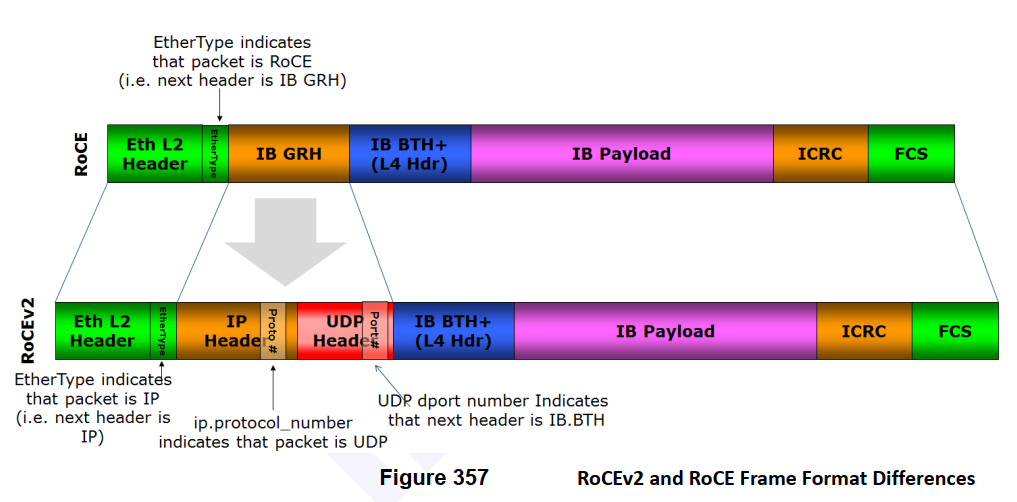 EtherType indicates
that packet is RoCE
(i.e. next header is IB GRH)
RoCE
Eth L2
Header
EtherType
IB GRH
IB BTH+
(L4 Hdr)
IB Payload
ICRC
FCS
RoCEv2
Eth L2
Header
EtherType
IP
Header
Proto #
UDP
Header
Port #
IB BTH+
(L4 Hdr)
IB Payload
ICRC
FCS
EtherType indicates
that packet is IP
(i.e. next header is
IP)
ip.protocol_number
indicates that packet is UDP
UDP dport number Indicates
that next header is IB.BTH
Figure 357 RoCEv2 and RoCE Frame Format Differences